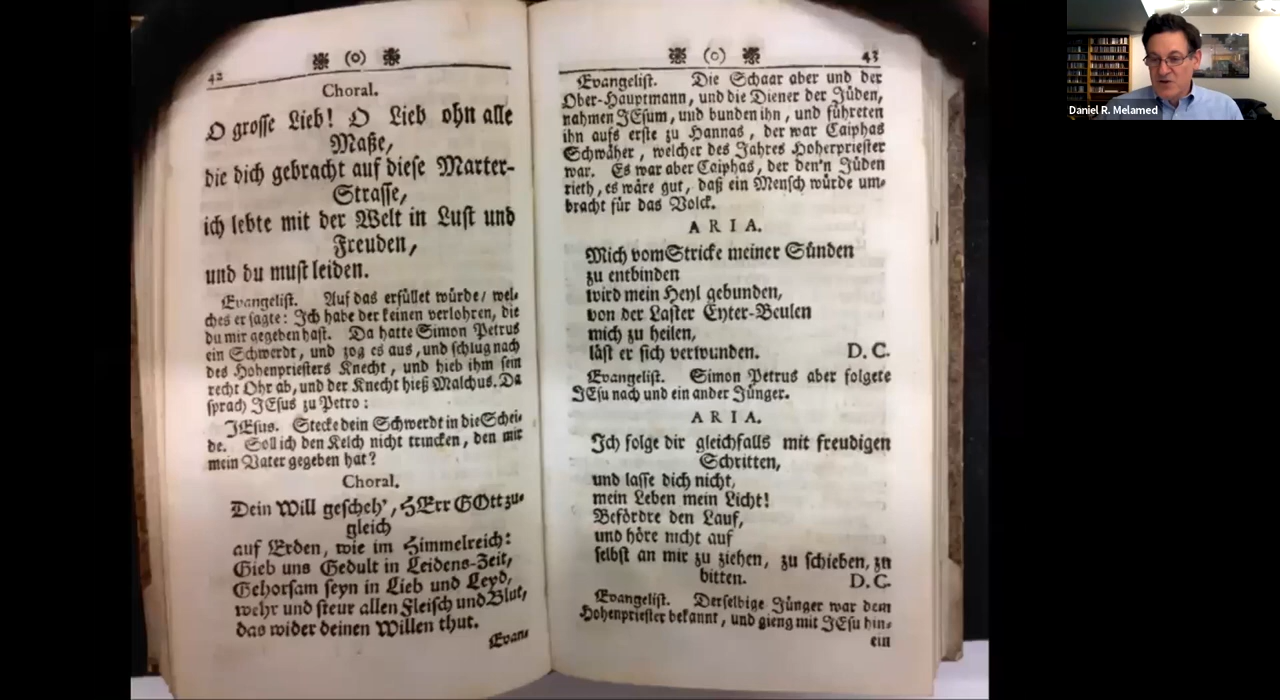 42
(o)
Choral.
O grosse Lieb! O Lieb ohn alle
Maße,
die dich gebracht auf diese Marter-
Strasse,
ich lebte mit der Welt in Lust und
Freuden,
und du must leiden.
Evangelist. Auf das erfüllet würde/ wel-
ches er sagte: Ich habe der keinen verlohren, die
du mir gegeben hast. Da hatte Simon Petrus
ein Schwerdt, und zog es aus, und schlug nach
des Hohenpriesters Knecht, und hieb ihm sein
recht Ohr ab, und der Knecht hieß Malchus. Da
sprach JEsus zu Petro:
JEsus. Stecke dein Schwerdt in die Schei-
de. Soll ich den Kelch nicht trincken, den mir
mein Vater gegeben hat?
Choral.
Dein Will gescheh', HErr GOtt zu-
gleich
auf Erden, wie im Himmelreich:
Gieb uns Gedult in Leidens-Zeit,
Gehorsam seyn in Lieb und Leyd,
wehr und steur allen Fleisch und Blut,
das wider deinen Willen thut.
Evan-
(o)
43
Evangelist. Die Schaar aber und der
Ober-Hauptmann, und die Diener der Jüden,
nahmen JEsum, und bunden ihn, und führeten
ihn aufs erste zu Hannas, der war Caiphas
Schwäher, welcher des Jahres Hoherpriester
war. Es war aber Caiphas, der den'n Jüden
rieth, es wäre gut, daß ein Mensch würde um-
bracht für das Volck.
ARIA.
Mich vom Stricke meiner Sünden
zu entbinden
wird mein Heyl gebunden,
von der Laster Eyter-Beulen
mich zu heilen,
läst er sich verwunden. D. C.
Evangelist. Simon Petrus aber folgete
JEsu nach und ein ander Jünger.
ARIA.
Ich folge dir gleichfalls mit freudigen
Schritten,
und lasse dich nicht,
mein Leben mein Licht!
Befördre den Lauf,
und höre nicht auf
selbst an mir zu ziehen, zu schieben, zu
bitten. D. C.
Evangelist. Derselbige Jünger war dem
Hohenpriester bekannt, und gieng mit JEsu hin-
ein
Daniel R. Melamed